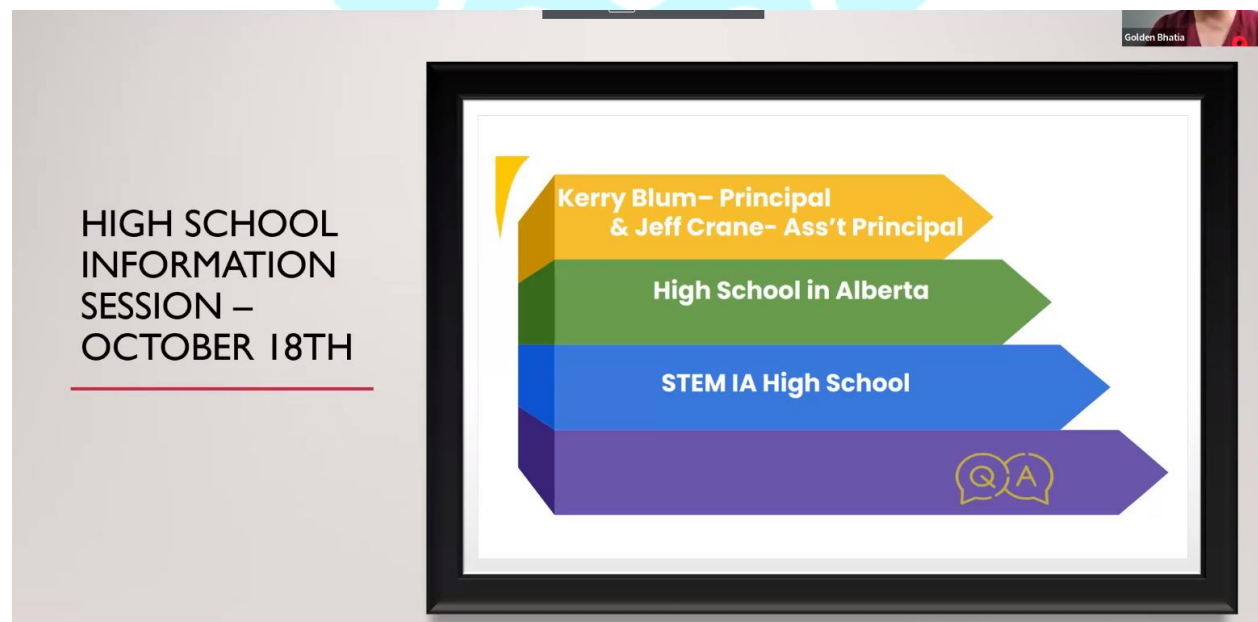 Golden Bhatia
HIGH SCHOOL
INFORMATION
SESSION –
OCTOBER 18TH
Kerry Blum– Principal
& Jeff Crane- Ass’t Principal
High School in Alberta
STEM IA High School
Q A